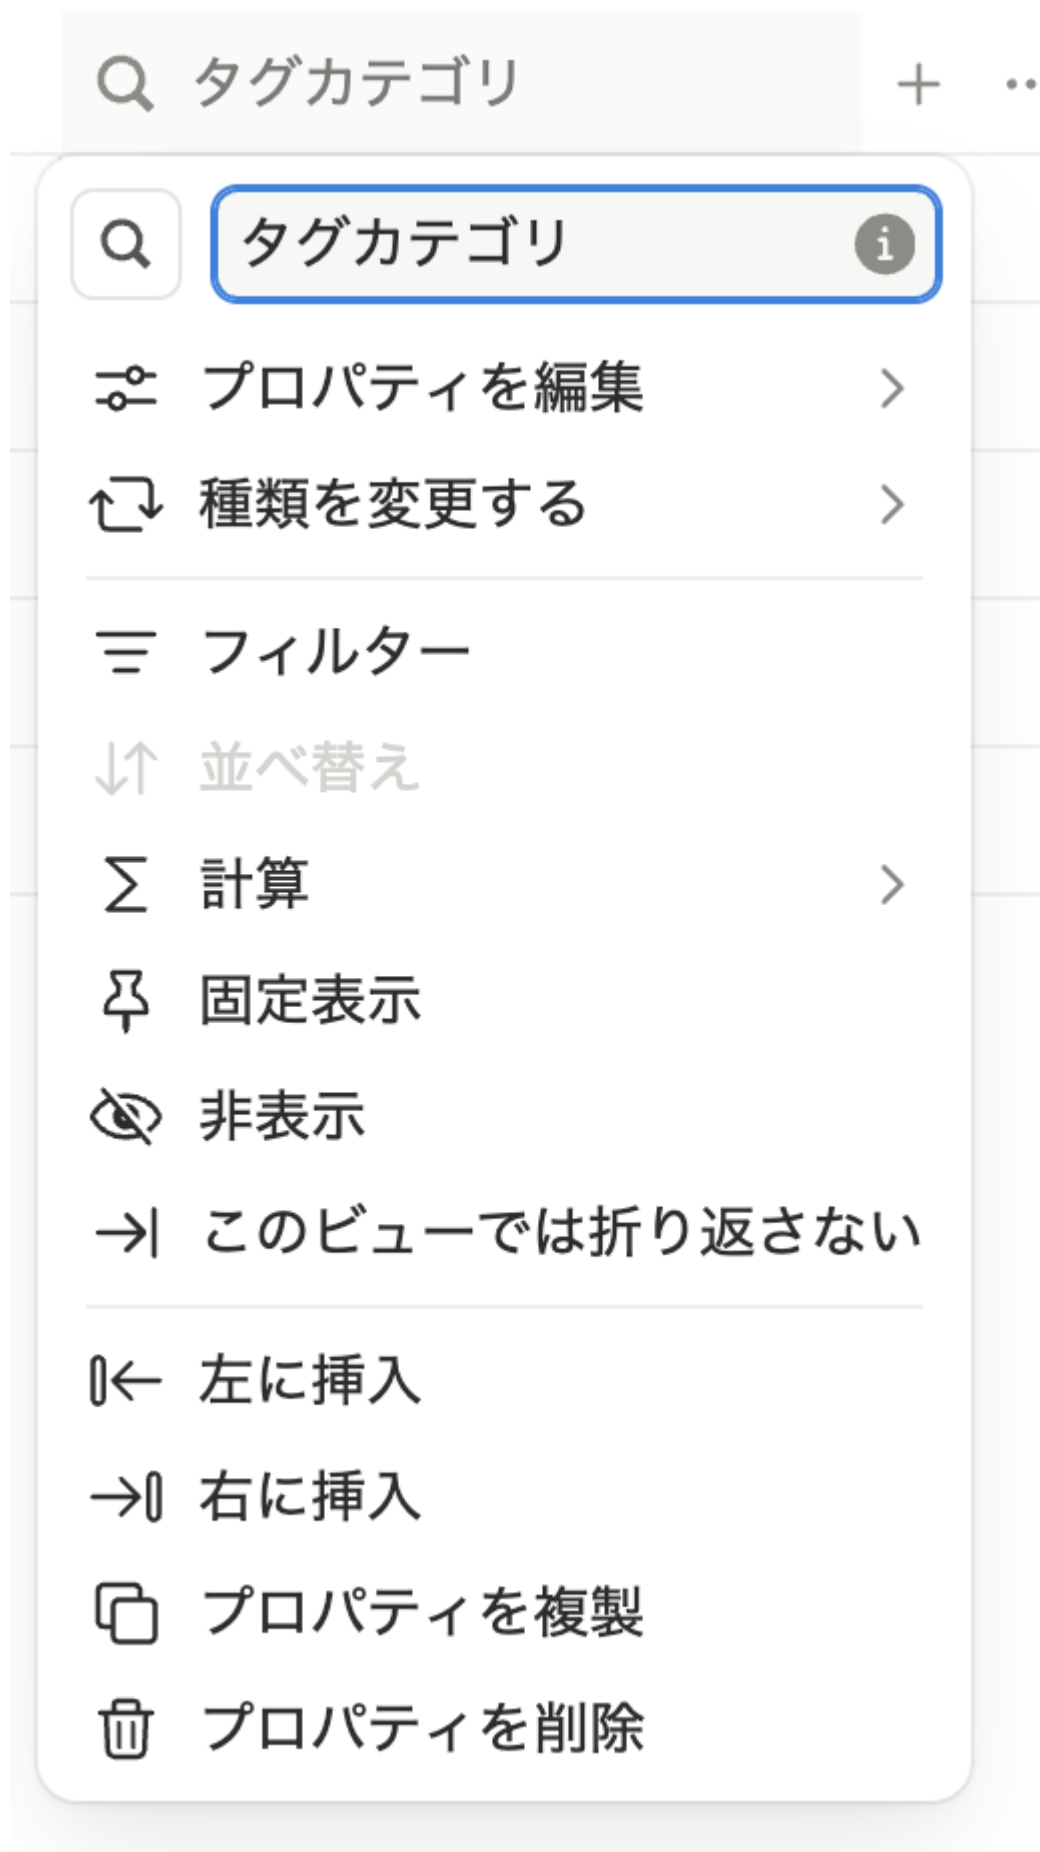 タグカテゴリ
タグカテゴリ
プロパティを編集
種類を変更する
フィルター
並べ替え
計算
固定表示
非表示
このビューでは折り返さない
左に挿入
右に挿入
プロパティを複製
プロパティを削除